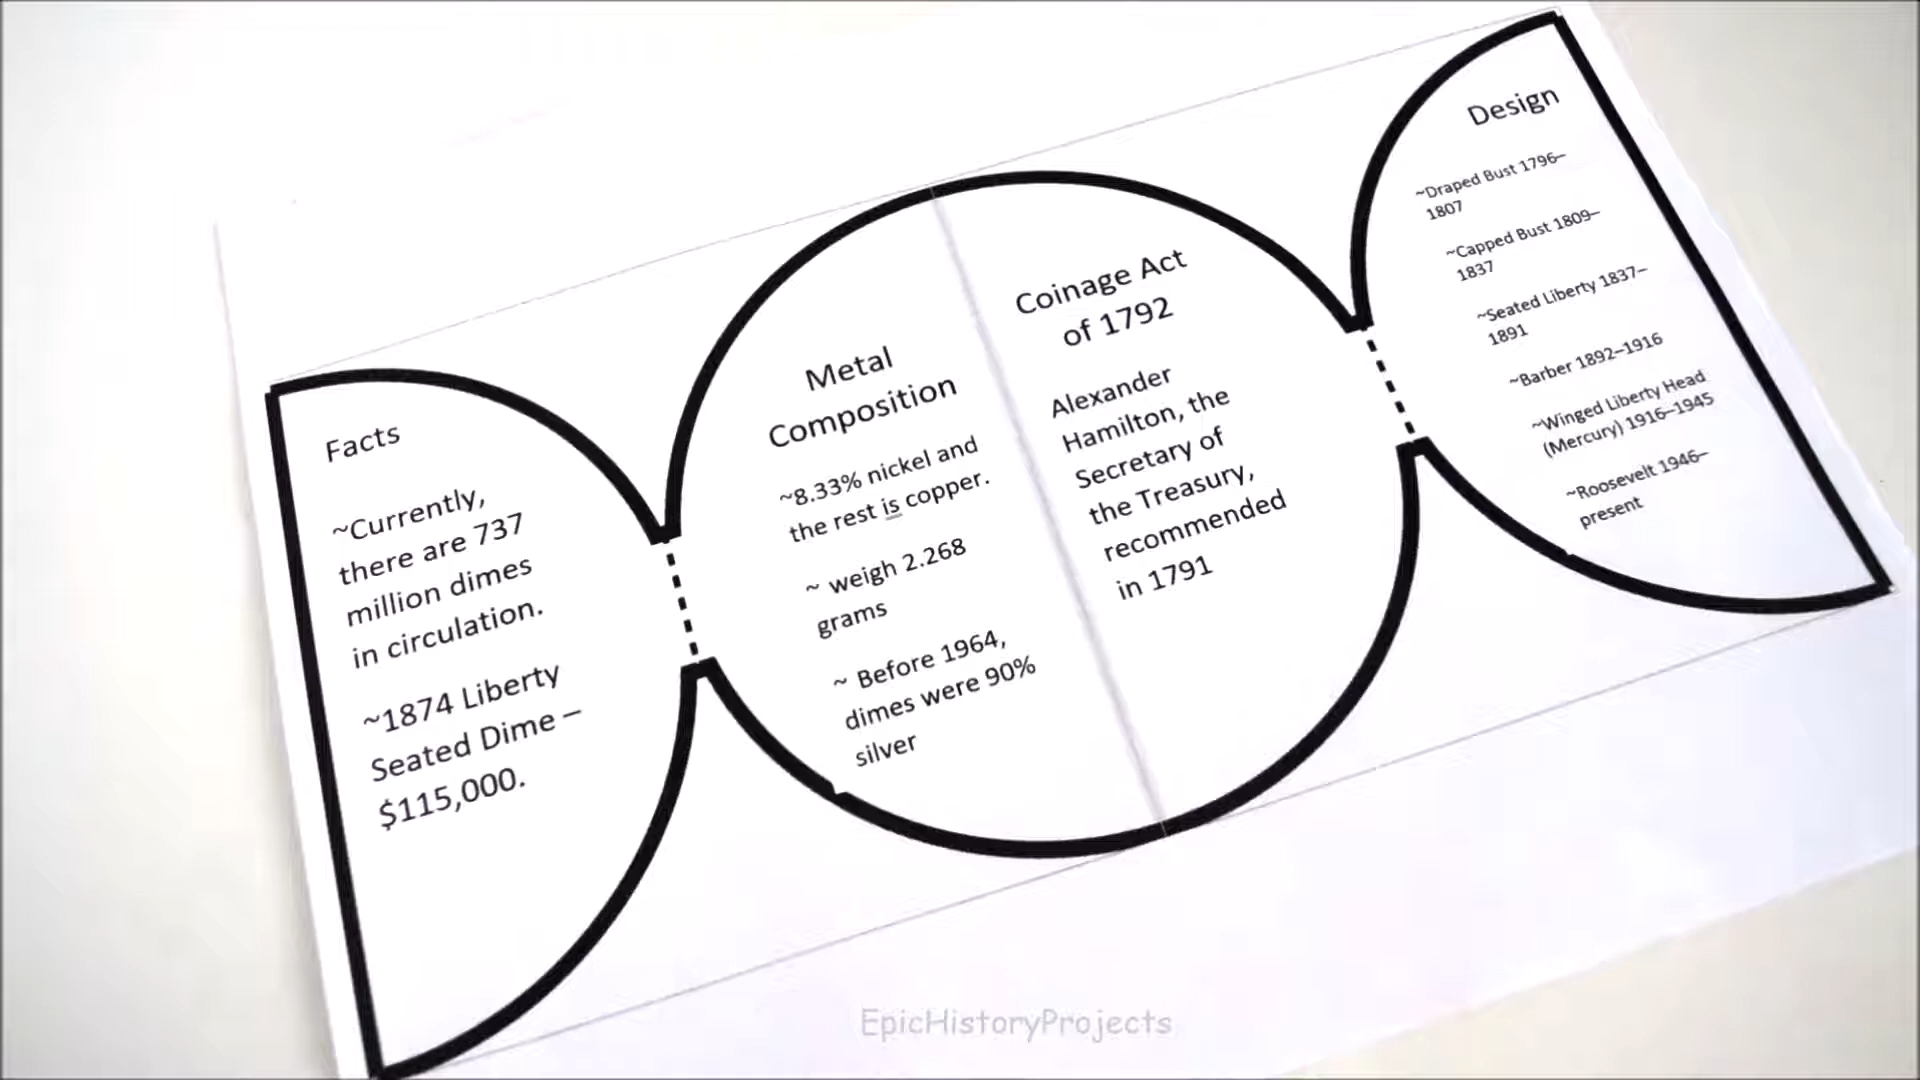 Facts
~Currently,
there are 737
million dimes
in circulation.
~1874 Liberty
Seated Dime –
$115,000.
Metal
Composition
~8.33% nickel and
the rest is copper.
~ weigh 2.268
grams
~ Before 1964,
dimes were 90%
silver
Coinage Act
of 1792
Alexander
Hamilton, the
Secretary of
the Treasury,
recommended
in 1791
Design
~Draped Bust 1796–
1807
~Capped Bust 1809–
1837
~Seated Liberty 1837–
1891
~Barber 1892–1916
~Winged Liberty Head
(Mercury) 1916–1945
~Roosevelt 1946–
present
EpicHistoryProjects